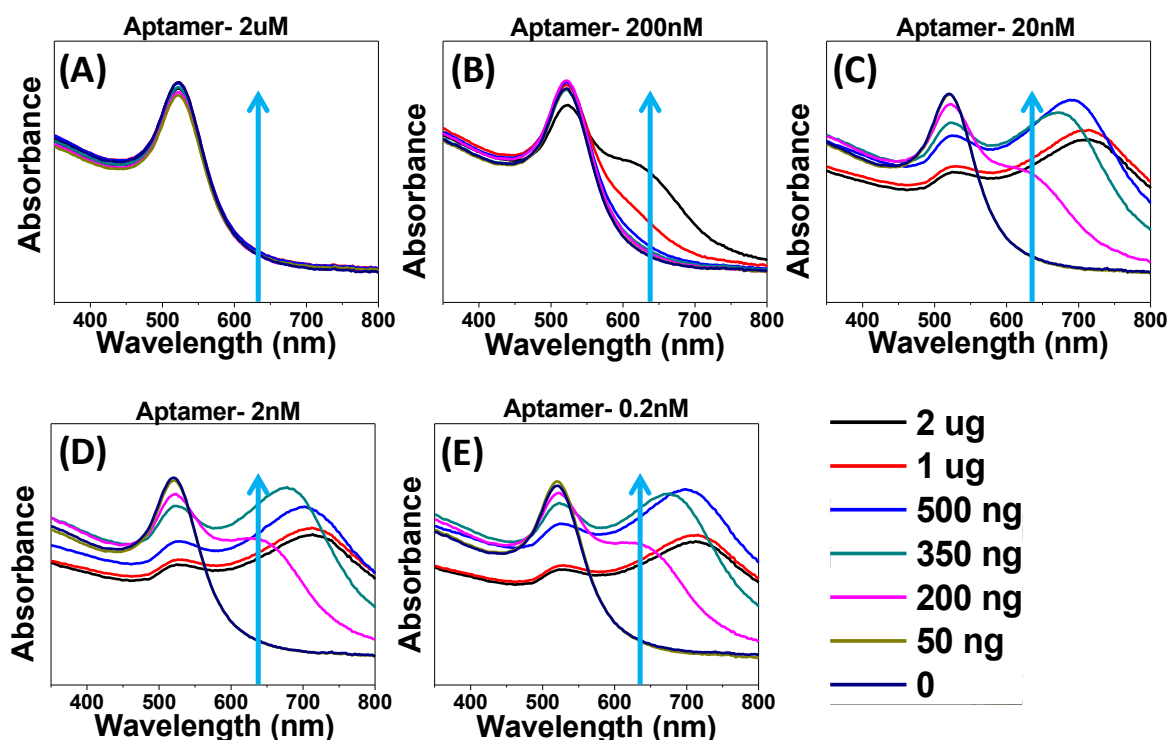 Aptamer- 2uM
(A)
Absorbance
400 500 600 700 800
Wavelength (nm)
Aptamer- 200nM
(B)
Absorbance
400 500 600 700 800
Wavelength (nm)
Aptamer- 20nM
(C)
Absorbance
400 500 600 700 800
Wavelength (nm)
Aptamer- 2nM
(D)
Absorbance
400 500 600 700 800
Wavelength (nm)
Aptamer- 0.2nM
(E)
Absorbance
400 500 600 700 800
Wavelength (nm)
2 ug
1 ug
500 ng
350 ng
200 ng
50 ng
0